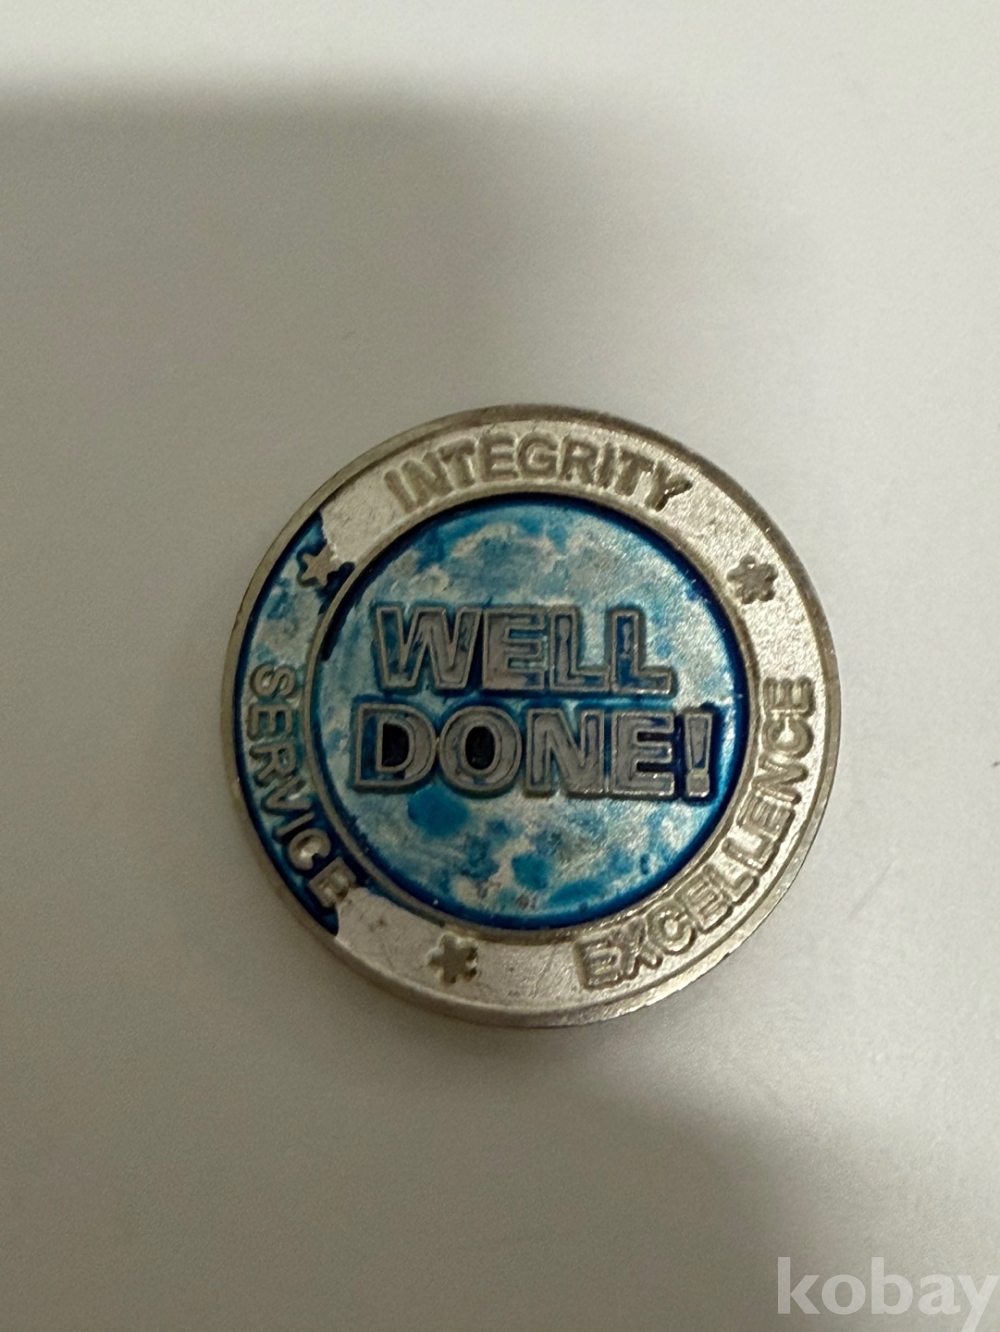 INTEGRITY
EXCELLENCE
SERVICE
WELL
DONE!
kobay